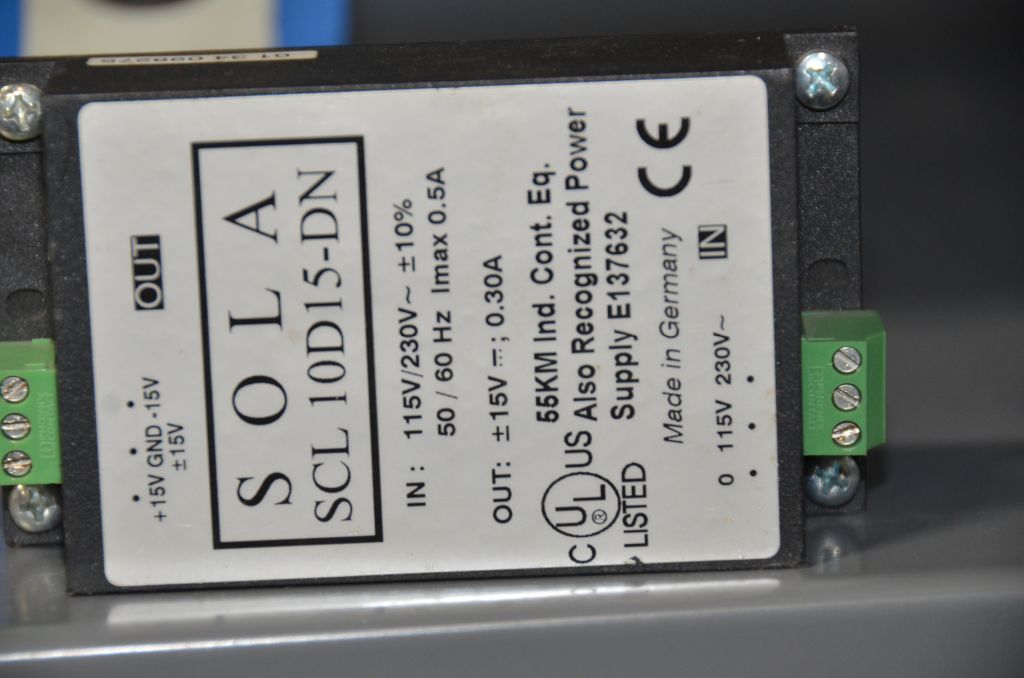 OUT
+15V GND -15V
±15V
SOLA
SCL 10D15-DN
IN: 115V/230V~ ±10%
50 / 60 Hz Imax 0.5A
OUT: ±15V ⎓; 0.30A
55KM Ind. Cont. Eq.
C UL® US Also Recognized Power
LISTED Supply E137632
CE
Made in Germany
IN
0 115V 230V~